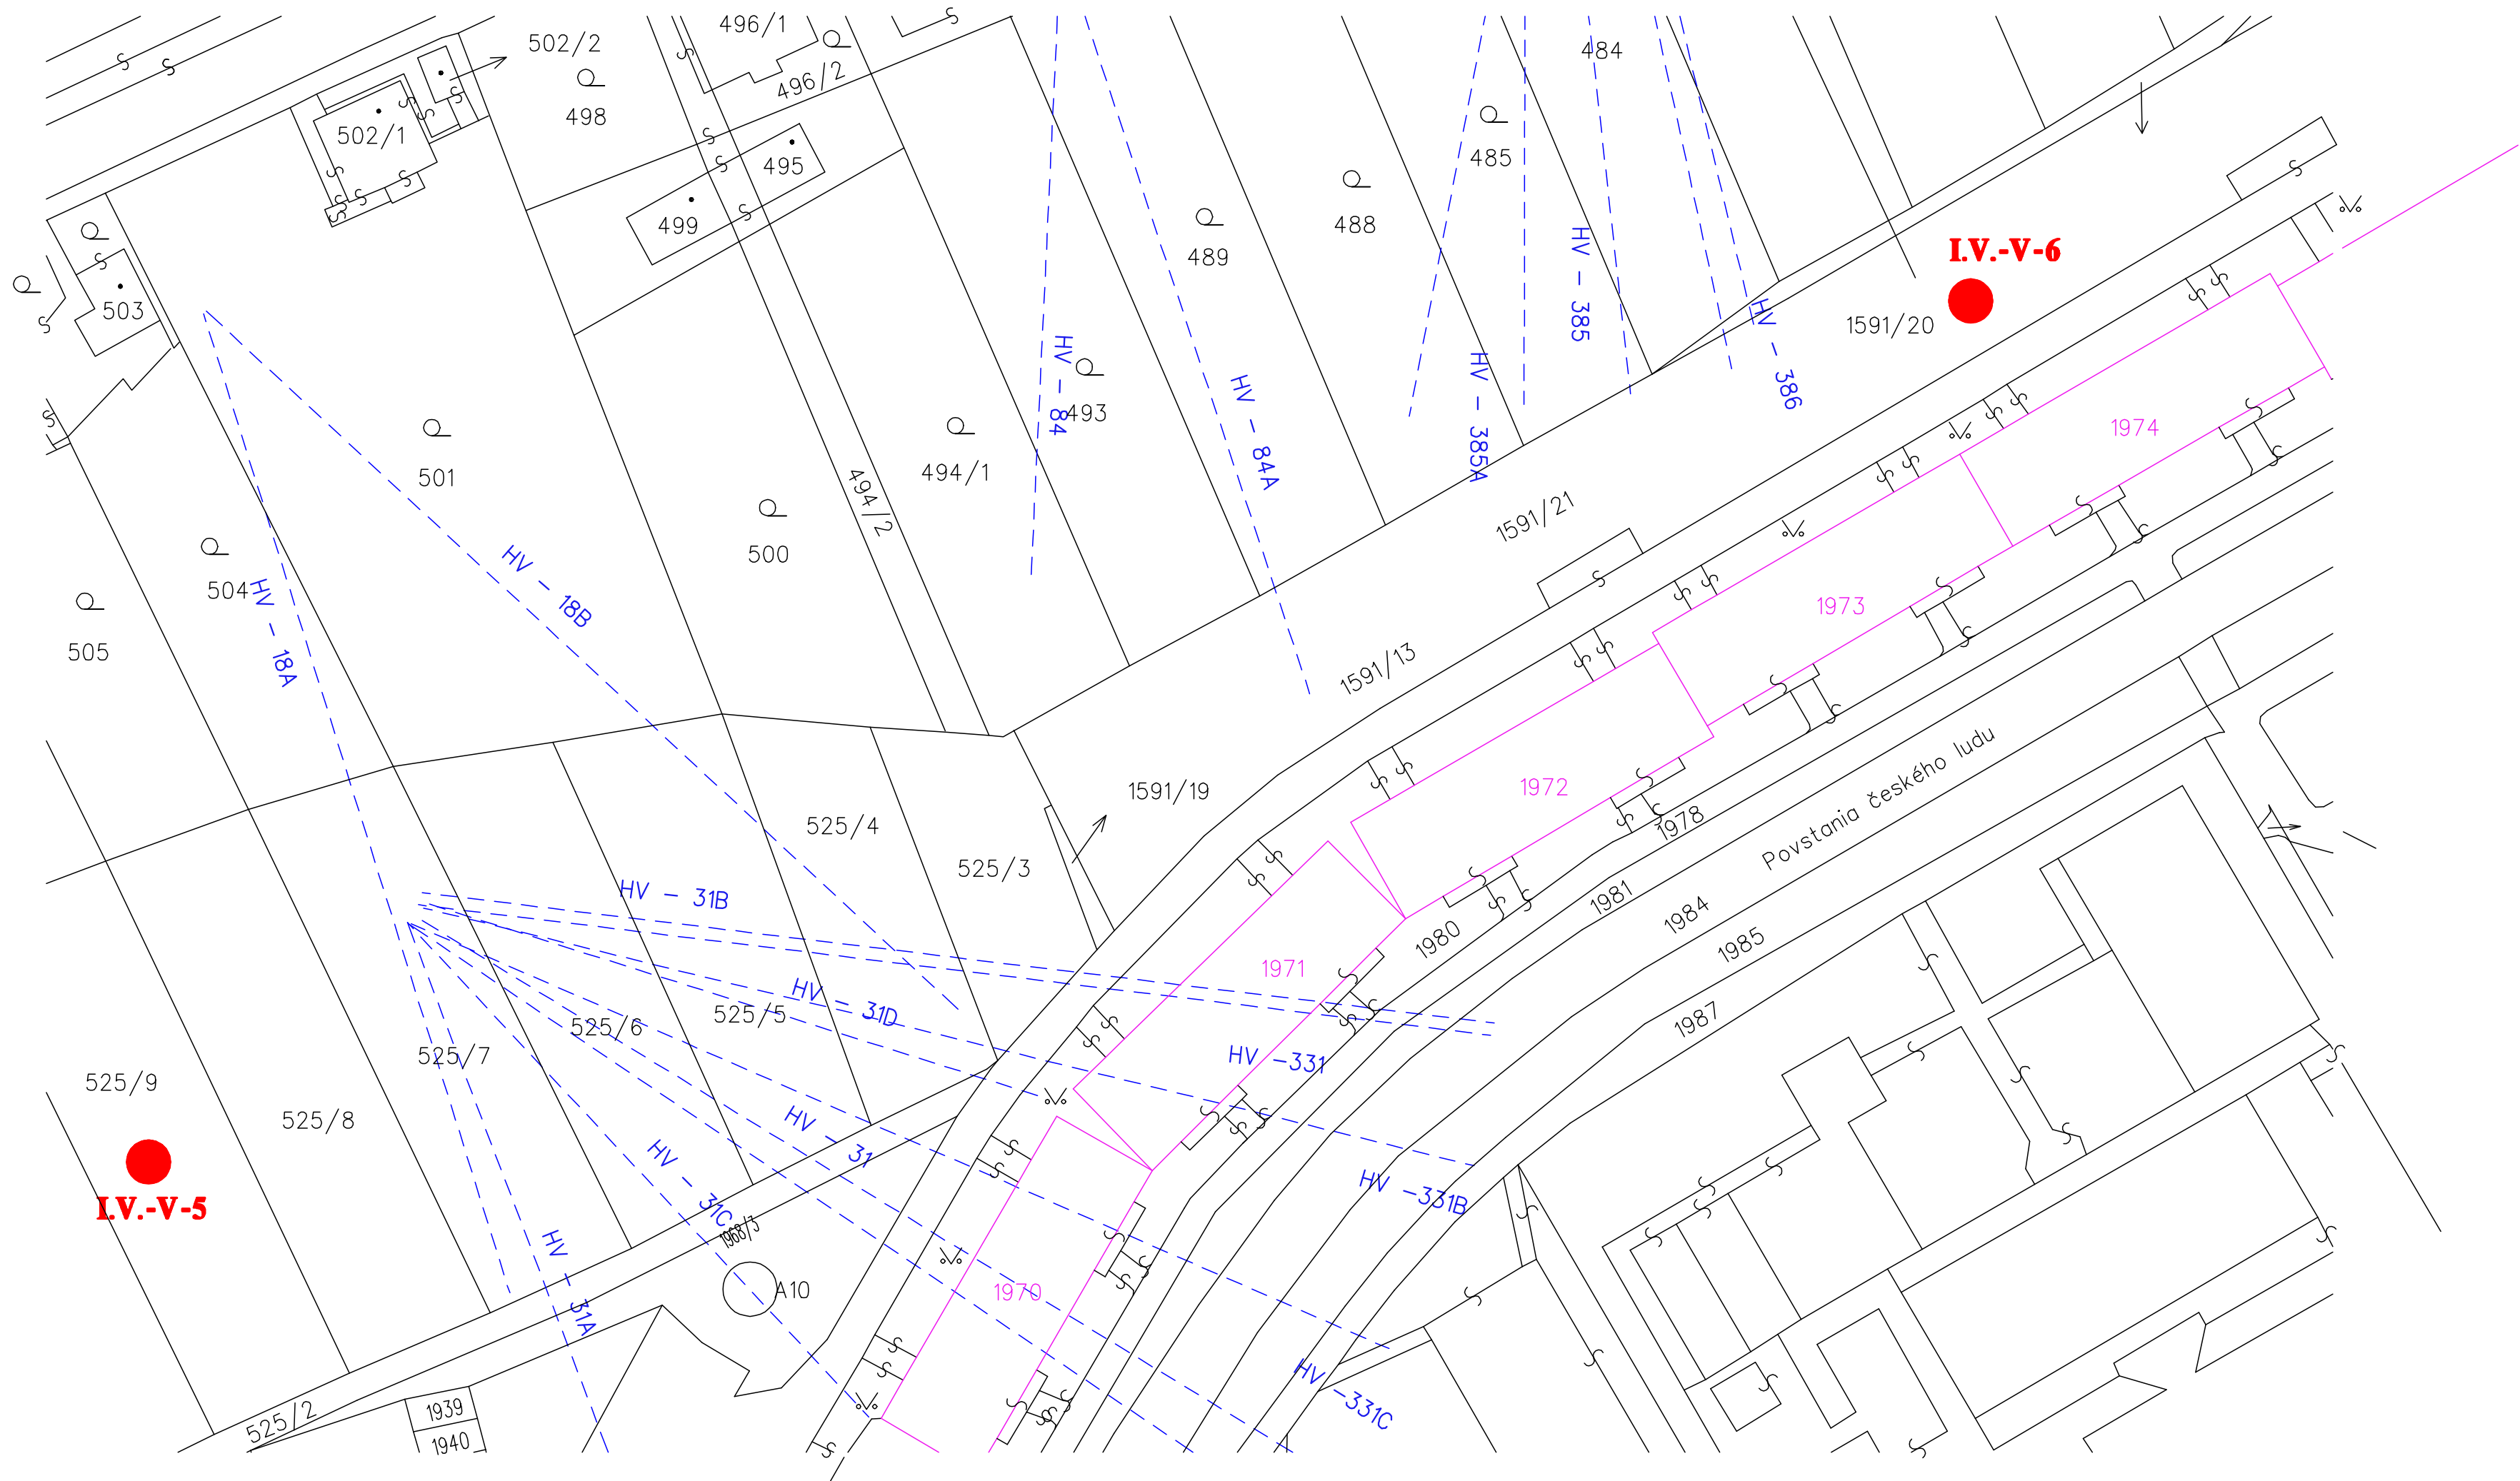 496/1
502/2
484
496/2
498
502/1
485
495
499
488
489
I.V.-V-6
HV - 385
503
1591/20
HV - 386
HV - 84
493
HV - 84A
HV - 385A
1974
501
494/1
494/2
1591/21
500
HV - 18B
504
HV - 18A
1973
505
1591/13
1591/19
1972
525/4
1978
Povstania českého ludu
525/3
HV - 31B
1981
1984
1980
1985
1971
HV - 31D
525/5
525/6
1987
525/7
HV -331
525/9
525/8
HV - 31
HV - 31C
HV -331B
I.V.-V-5
1968/3
HV - 31A
A10
1970
HV -331C
525/2
1939
1940